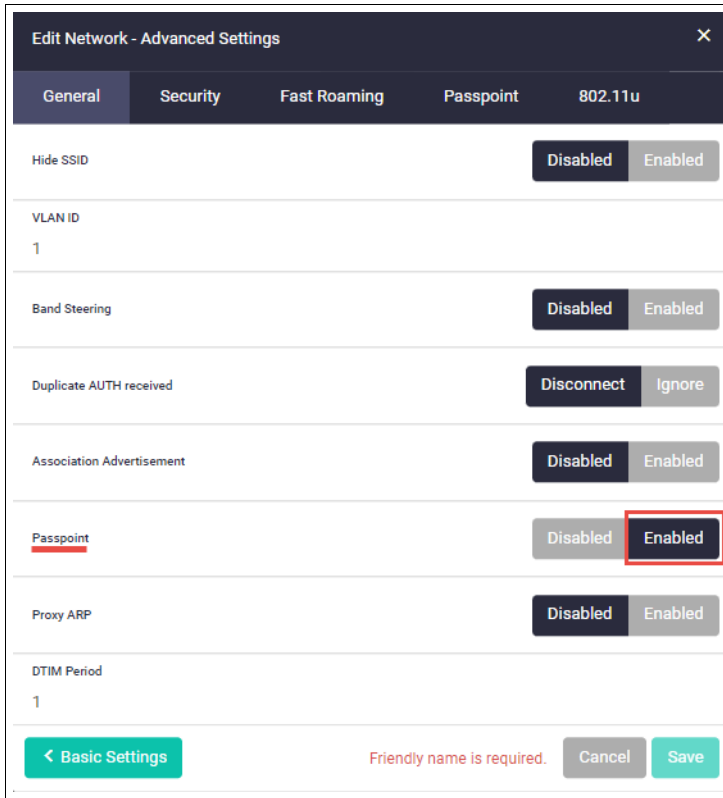 Edit Network - Advanced Settings ×
General Security Fast Roaming Passpoint 802.11u
Hide SSID Disabled Enabled
VLAN ID
1
Band Steering Disabled Enabled
Duplicate AUTH received Disconnect Ignore
Association Advertisement Disabled Enabled
Passpoint Disabled Enabled
Proxy ARP Disabled Enabled
DTIM Period
1
Basic Settings Friendly name is required. Cancel Save